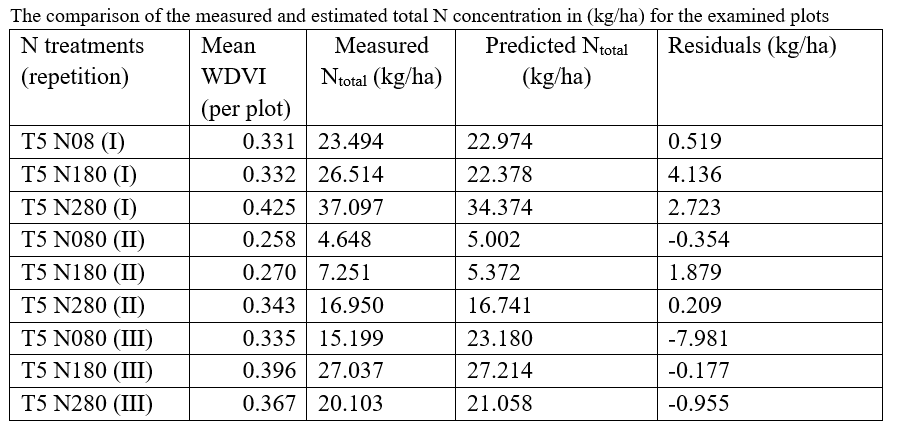 The comparison of the measured and estimated total N concentration in (kg/ha) for the examined plots
N treatments (repetition) Mean WDVI (per plot) Measured Ntotal (kg/ha) Predicted Ntotal (kg/ha) Residuals (kg/ha)
T5 N08 (I) 0.331 23.494 22.974 0.519
T5 N180 (I) 0.332 26.514 22.378 4.136
T5 N280 (I) 0.425 37.097 34.374 2.723
T5 N080 (II) 0.258 4.648 5.002 -0.354
T5 N180 (II) 0.270 7.251 5.372 1.879
T5 N280 (II) 0.343 16.950 16.741 0.209
T5 N080 (III) 0.335 15.199 23.180 -7.981
T5 N180 (III) 0.396 27.037 27.214 -0.177
T5 N280 (III) 0.367 20.103 21.058 -0.955